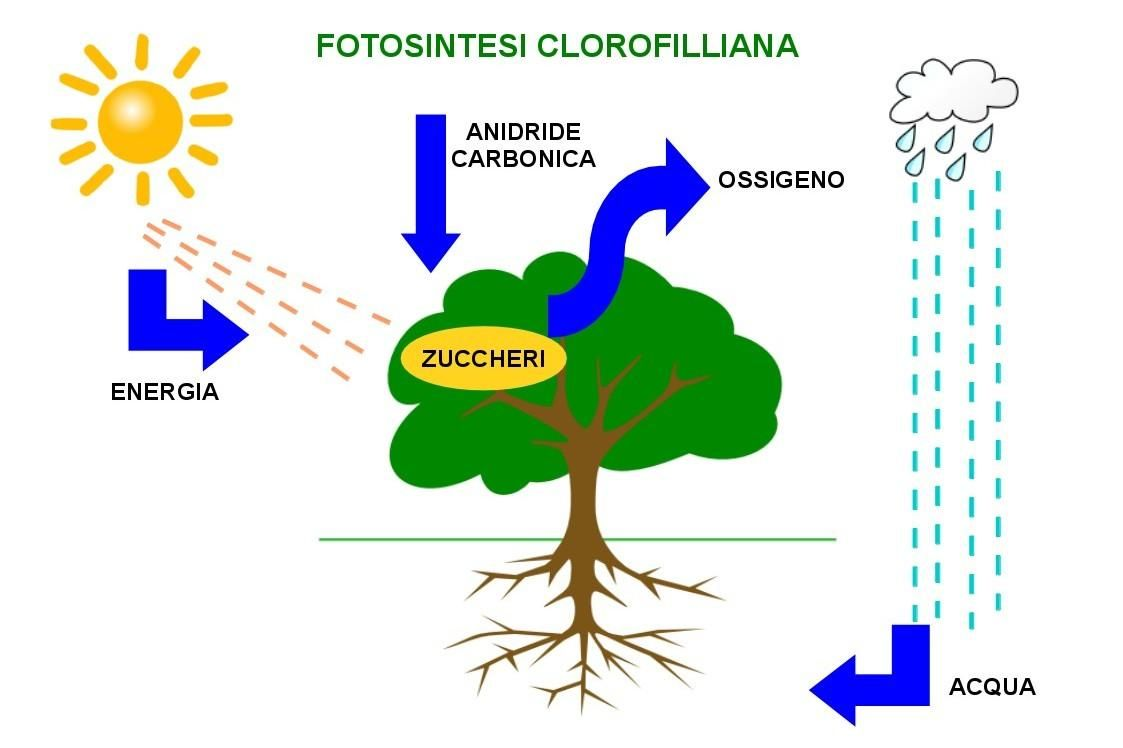 FOTOSINTESI CLOROFILLIANA
ANIDRIDE
CARBONICA
OSSIGENO
ZUCCHERI
ENERGIA
ACQUA